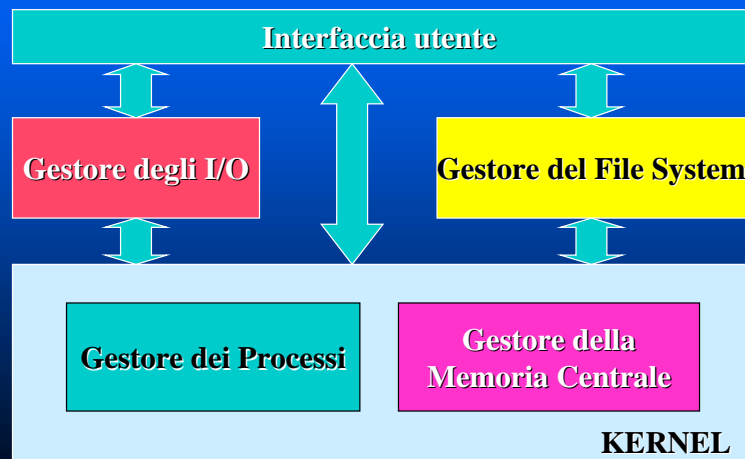 Interfaccia utente
Gestore degli I/O
Gestore del File System
Gestore dei Processi
Gestore della
Memoria Centrale
KERNEL